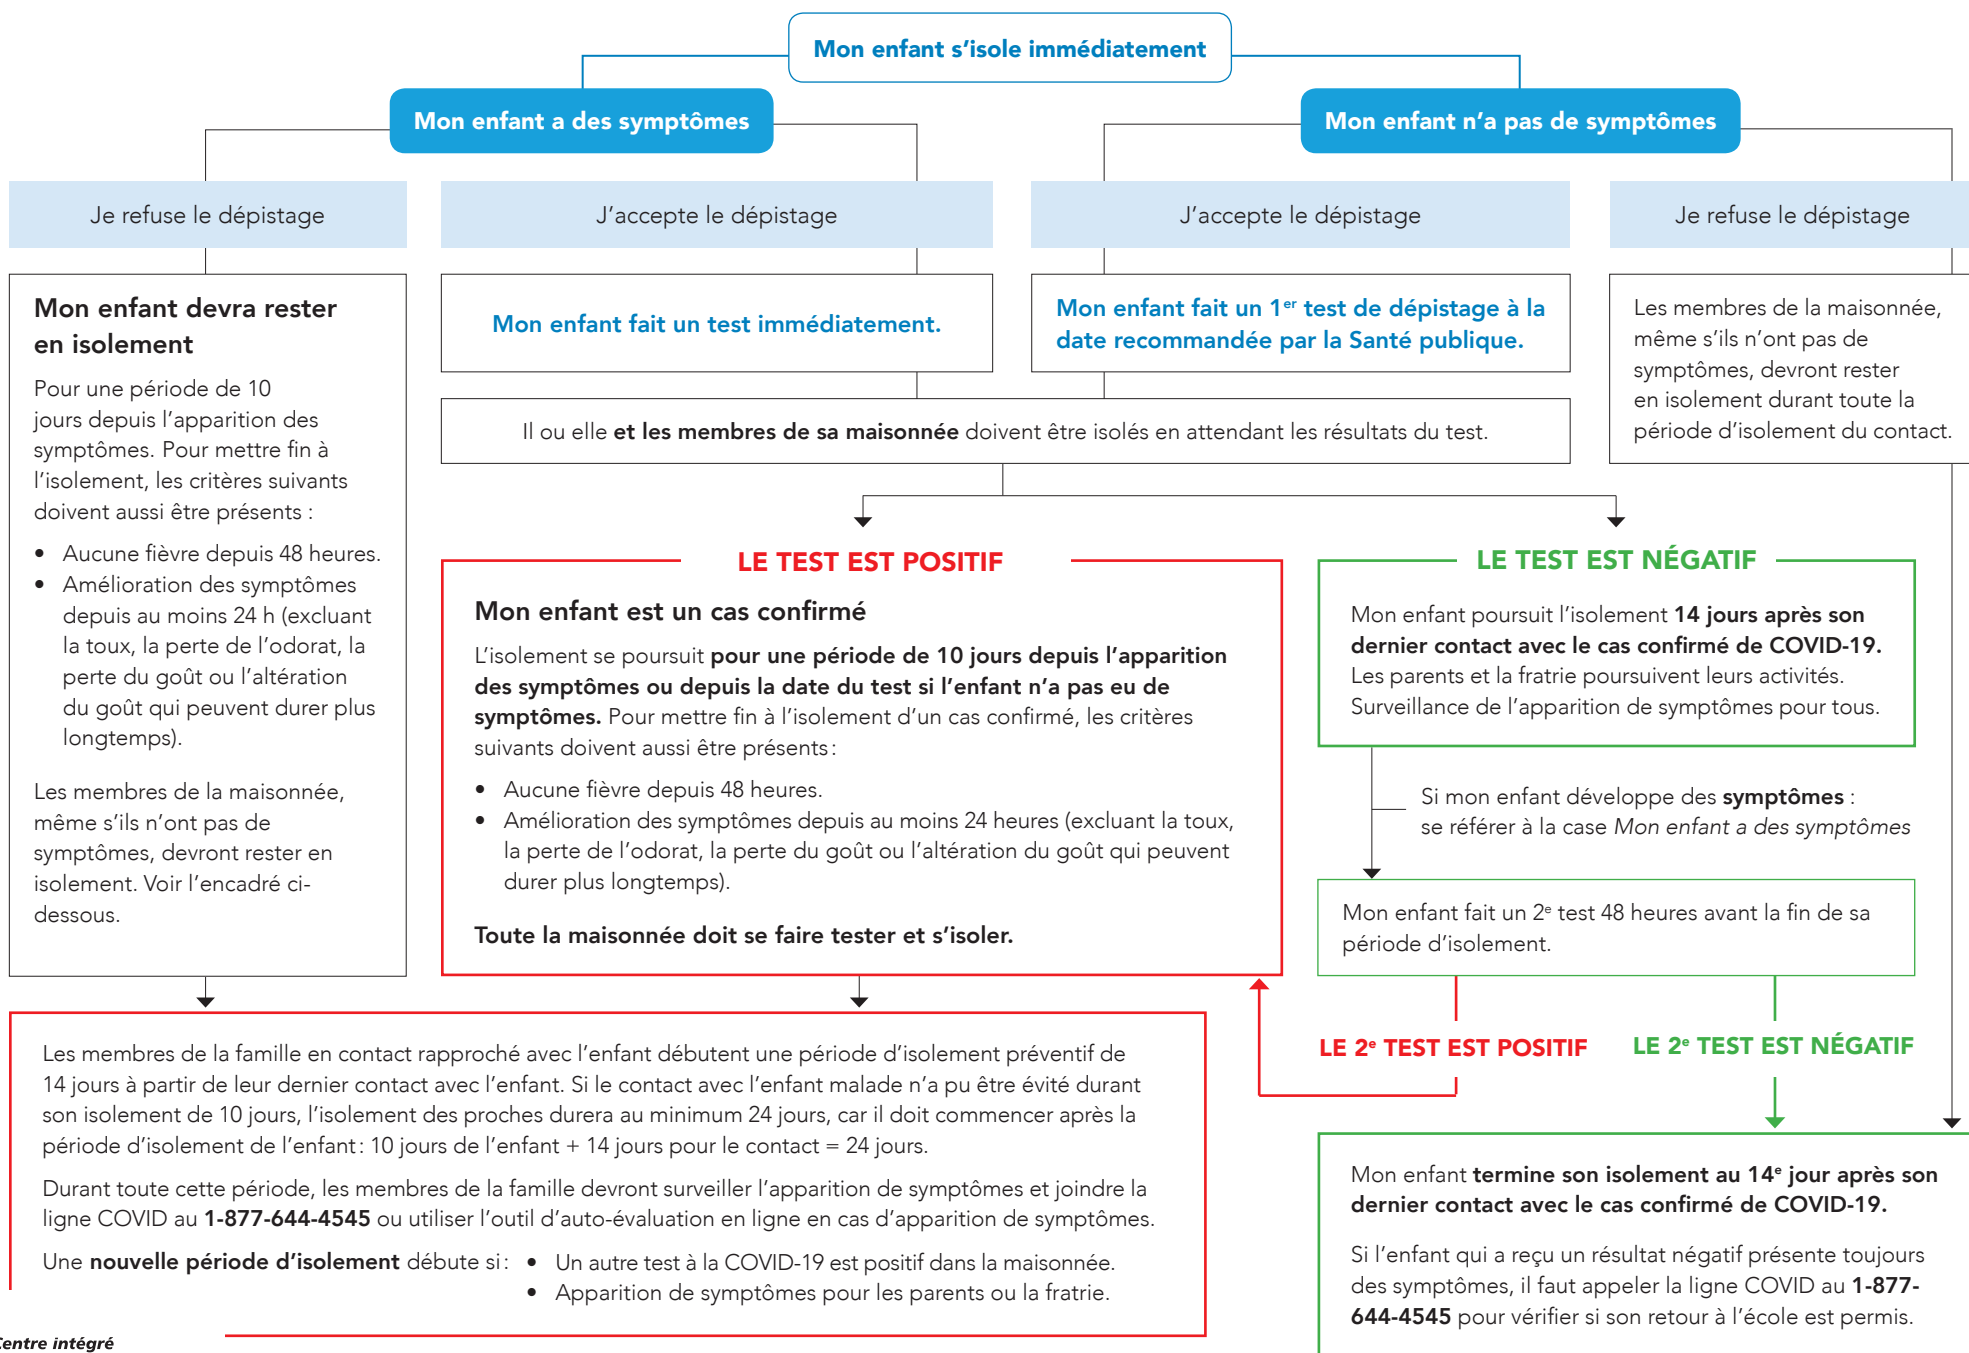 Mon enfant s’isole immédiatement
Mon enfant a des symptômes
Mon enfant n’a pas de symptômes
Je refuse le dépistage
J’accepte le dépistage
J’accepte le dépistage
Je refuse le dépistage
Mon enfant devra rester
en isolement
Pour une période de 10
jours depuis l’apparition des
symptômes. Pour mettre fin à
l’isolement, les critères suivants
doivent aussi être présents :
• Aucune fièvre depuis 48 heures.
• Amélioration des symptômes
depuis au moins 24 h (excluant
la toux, la perte de l’odorat, la
perte du goût ou l’altération
du goût qui peuvent durer plus
longtemps).
Les membres de la maisonnée,
même s’ils n’ont pas de
symptômes, devront rester en
isolement. Voir l’encadré ci-
dessous.
Mon enfant fait un test immédiatement.
Mon enfant fait un 1er test de dépistage à la
date recommandée par la Santé publique.
Les membres de la maisonnée,
même s’ils n’ont pas de
symptômes, devront rester
en isolement durant toute la
période d’isolement du contact.
Il ou elle et les membres de sa maisonnée doivent être isolés en attendant les résultats du test.
LE TEST EST POSITIF
Mon enfant est un cas confirmé
L’isolement se poursuit pour une période de 10 jours depuis l’apparition
des symptômes ou depuis la date du test si l’enfant n’a pas eu de
symptômes. Pour mettre fin à l’isolement d’un cas confirmé, les critères
suivants doivent aussi être présents :
• Aucune fièvre depuis 48 heures.
• Amélioration des symptômes depuis au moins 24 heures (excluant la toux,
la perte de l’odorat, la perte du goût ou l’altération du goût qui peuvent
durer plus longtemps).
Toute la maisonnée doit se faire tester et s’isoler.
LE TEST EST NÉGATIF
Mon enfant poursuit l’isolement 14 jours après son
dernier contact avec le cas confirmé de COVID-19.
Les parents et la fratrie poursuivent leurs activités.
Surveillance de l’apparition de symptômes pour tous.
Si mon enfant développe des symptômes :
se référer à la case Mon enfant a des symptômes
Mon enfant fait un 2e test 48 heures avant la fin de sa
période d’isolement.
LE 2e TEST EST POSITIF
LE 2e TEST EST NÉGATIF
Les membres de la famille en contact rapproché avec l’enfant débutent une période d’isolement préventif de
14 jours à partir de leur dernier contact avec l’enfant. Si le contact avec l’enfant malade n’a pu être évité durant
son isolement de 10 jours, l’isolement des proches durera au minimum 24 jours, car il doit commencer après la
période d’isolement de l’enfant : 10 jours de l’enfant + 14 jours pour le contact = 24 jours.
Durant toute cette période, les membres de la famille devront surveiller l’apparition de symptômes et joindre la
ligne COVID au 1-877-644-4545 ou utiliser l’outil d’auto-évaluation en ligne en cas d’apparition de symptômes.
Une nouvelle période d’isolement débute si : • Un autre test à la COVID-19 est positif dans la maisonnée.
• Apparition de symptômes pour les parents ou la fratrie.
Mon enfant termine son isolement au 14e jour après son
dernier contact avec le cas confirmé de COVID-19.
Si l’enfant qui a reçu un résultat négatif présente toujours
des symptômes, il faut appeler la ligne COVID au 1-877-
644-4545 pour vérifier si son retour à l’école est permis.
Centre intégré